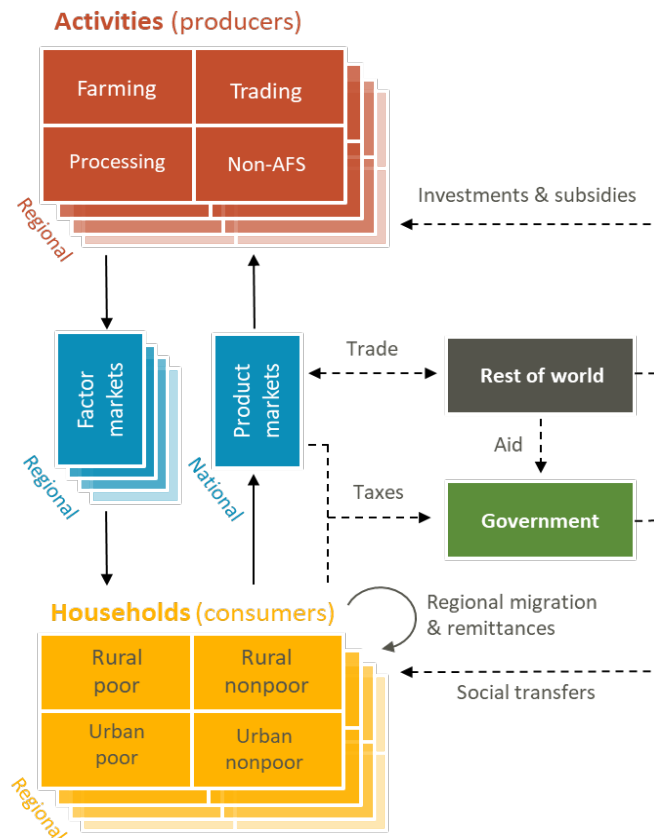 Activities (producers)
Farming
Trading
Processing
Non-AFS
Regional
Investments & subsidies
Factor
markets
Regional
Product
markets
National
Trade
Rest of world
Aid
Taxes
Government
Households (consumers)
Regional migration
& remittances
Rural
poor
Rural
nonpoor
Urban
poor
Urban
nonpoor
Regional
Social transfers